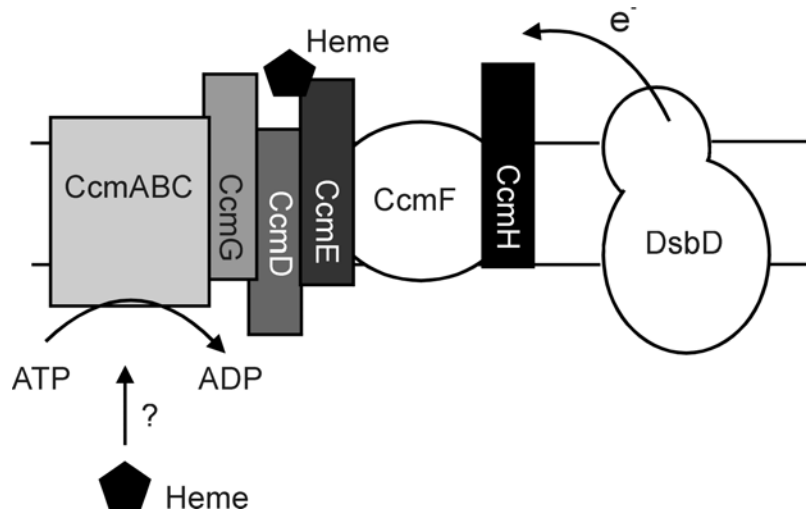 e-
Heme
CcmABC
CcmG
CcmD
CcmE
CcmF
CcmH
DsbD
ATP
ADP
?
Heme